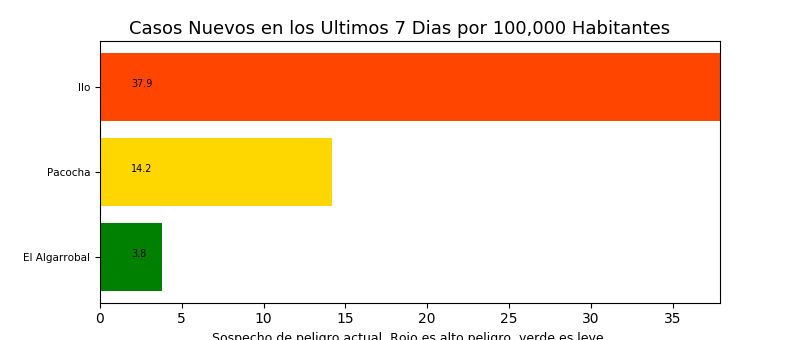 Casos Nuevos en los Ultimos 7 Dias por 100,000 Habitantes
Ilo
37.9
Pacocha
14.2
El Algarrobal
3.8
0 5 10 15 20 25 30 35
Sospecho de peligro actual. Rojo es alto peligro, verde es leve